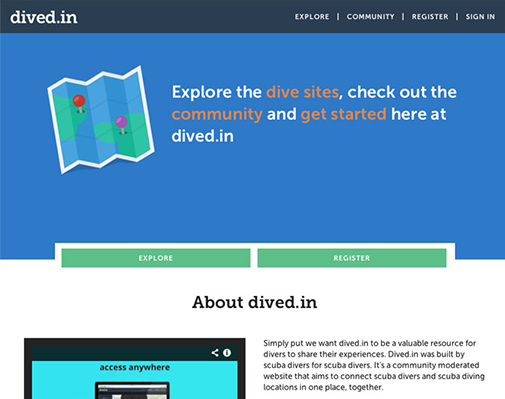 dived.in
EXPLORE | COMMUNITY | REGISTER | SIGN IN
Explore the dive sites, check out the
community and get started here at
dived.in
EXPLORE
REGISTER
About dived.in
access anywhere
Simply put we want dived.in to be a valuable resource for
divers to share their experiences. Dived.in was built by
scuba divers for scuba divers. It's a community moderated
website that aims to connect scuba divers and scuba diving
locations in one place, together.